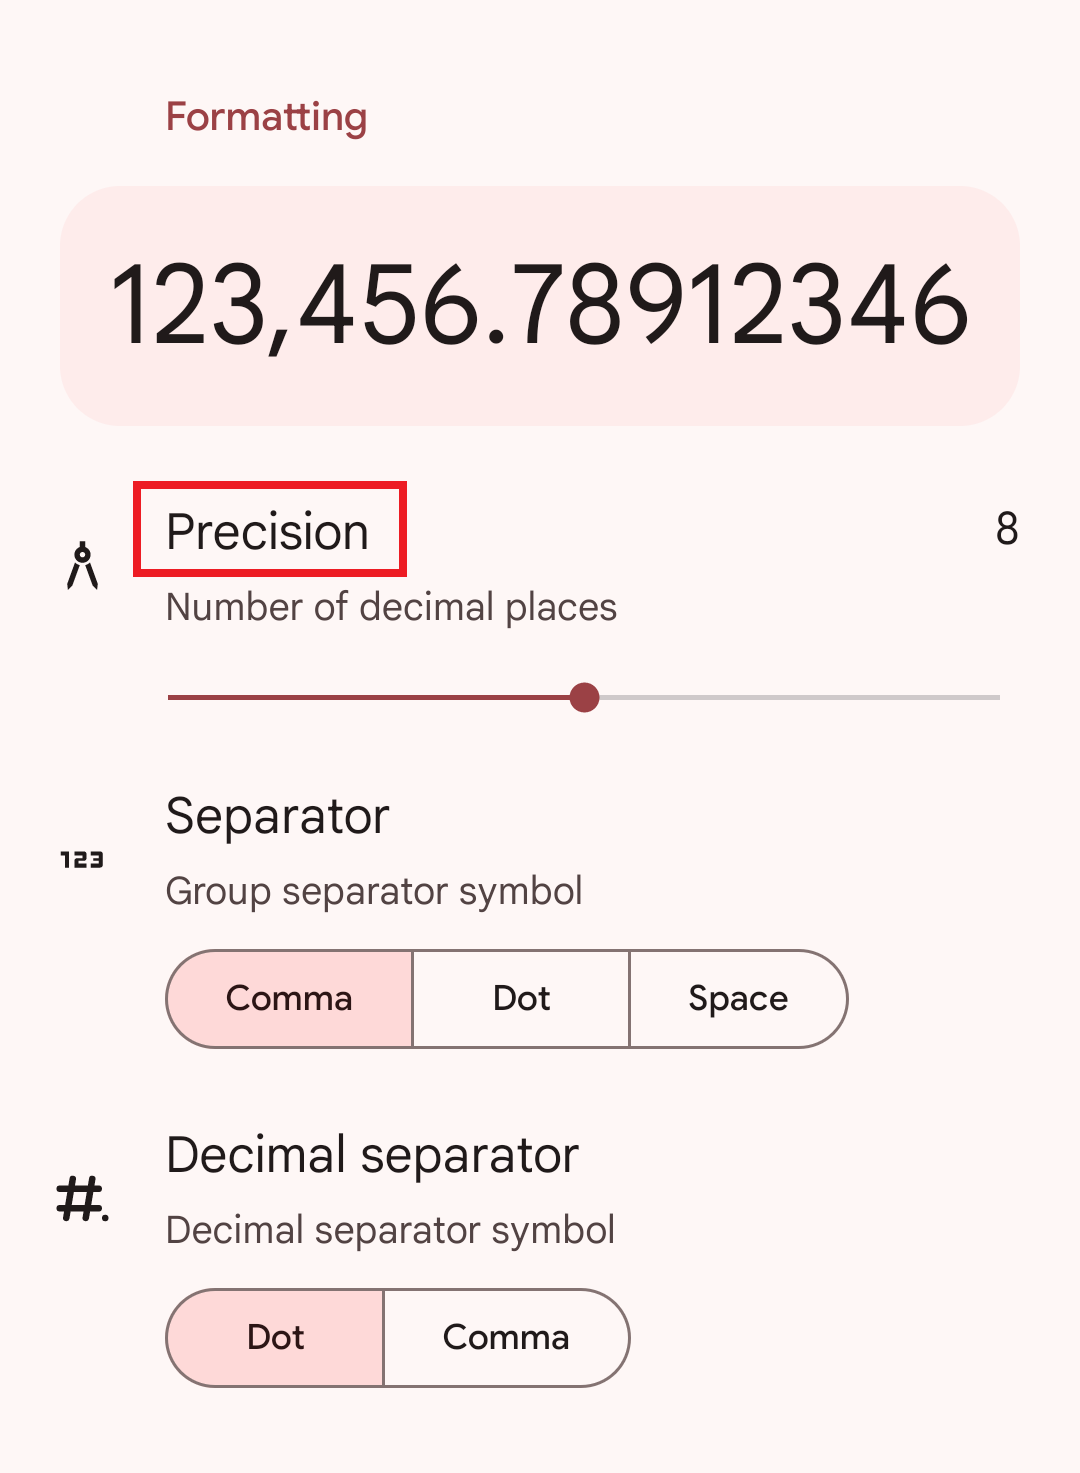 Formatting
123,456.78912346
Precision 8
Number of decimal places
Separator
123
Group separator symbol
Comma Dot Space
Decimal separator
#.
Decimal separator symbol
Dot Comma